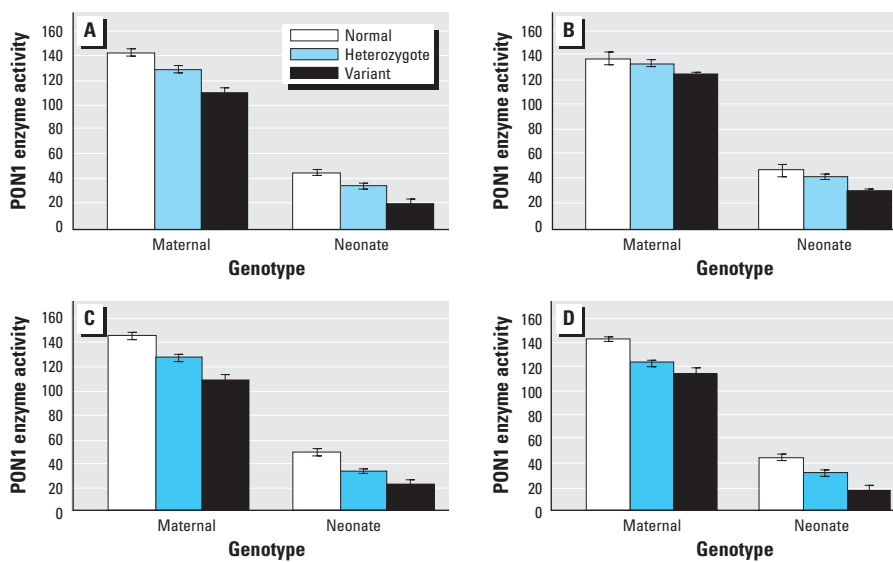 A
Normal
Heterozygote
Variant
PON1 enzyme activity
160
140
120
100
80
60
40
20
0
Maternal
Neonate
Genotype
B
PON1 enzyme activity
160
140
120
100
80
60
40
20
0
Maternal
Neonate
Genotype
C
PON1 enzyme activity
160
140
120
100
80
60
40
20
0
Maternal
Neonate
Genotype
D
PON1 enzyme activity
160
140
120
100
80
60
40
20
0
Maternal
Neonate
Genotype